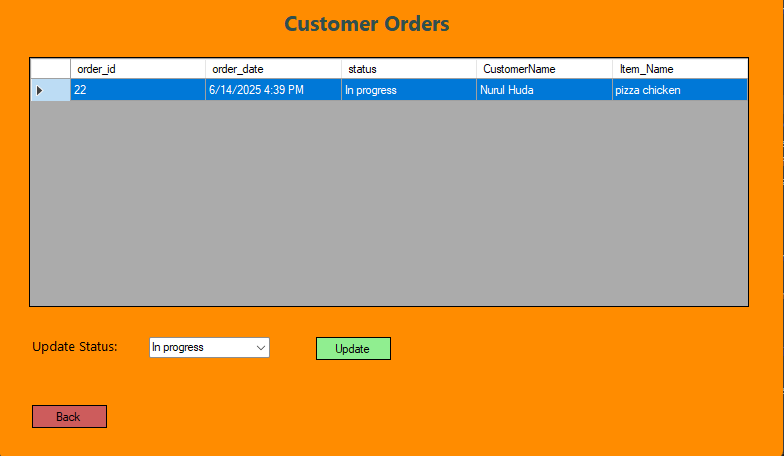 Customer Orders
order_id order_date status CustomerName Item_Name
22 6/14/2025 4:39 PM In progress Nurul Huda pizza chicken
Update Status: In progress Update
Back